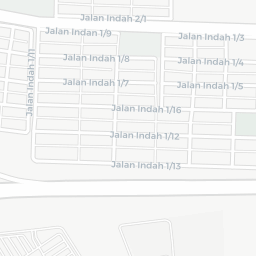 Jalan Indah 2/1
Jalan Indah 1/9
Jalan Indah 1/3
Jalan Indah 1/8
Jalan Indah 1/4
Jalan Indah 1/11
Jalan Indah 1/7
Jalan Indah 1/5
Jalan Indah 1/16
Jalan Indah 1/12
Jalan Indah 1/13